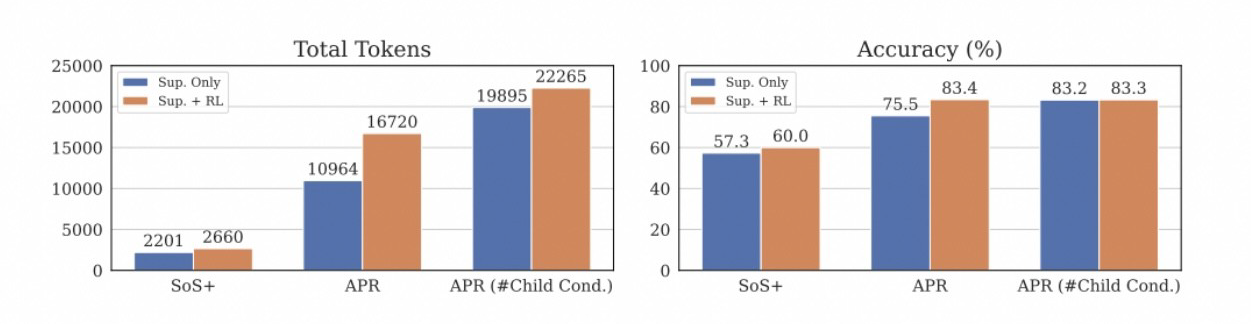 Total Tokens
25000
20000
15000
10000
5000
0
Sup. Only
Sup. + RL
2201
2660
10964
16720
19895
22265
SoS+
APR
APR (#Child Cond.)
Accuracy (%)
100
80
60
40
20
0
Sup. Only
Sup. + RL
57.3
60.0
75.5
83.4
83.2
83.3
SoS+
APR
APR (#Child Cond.)